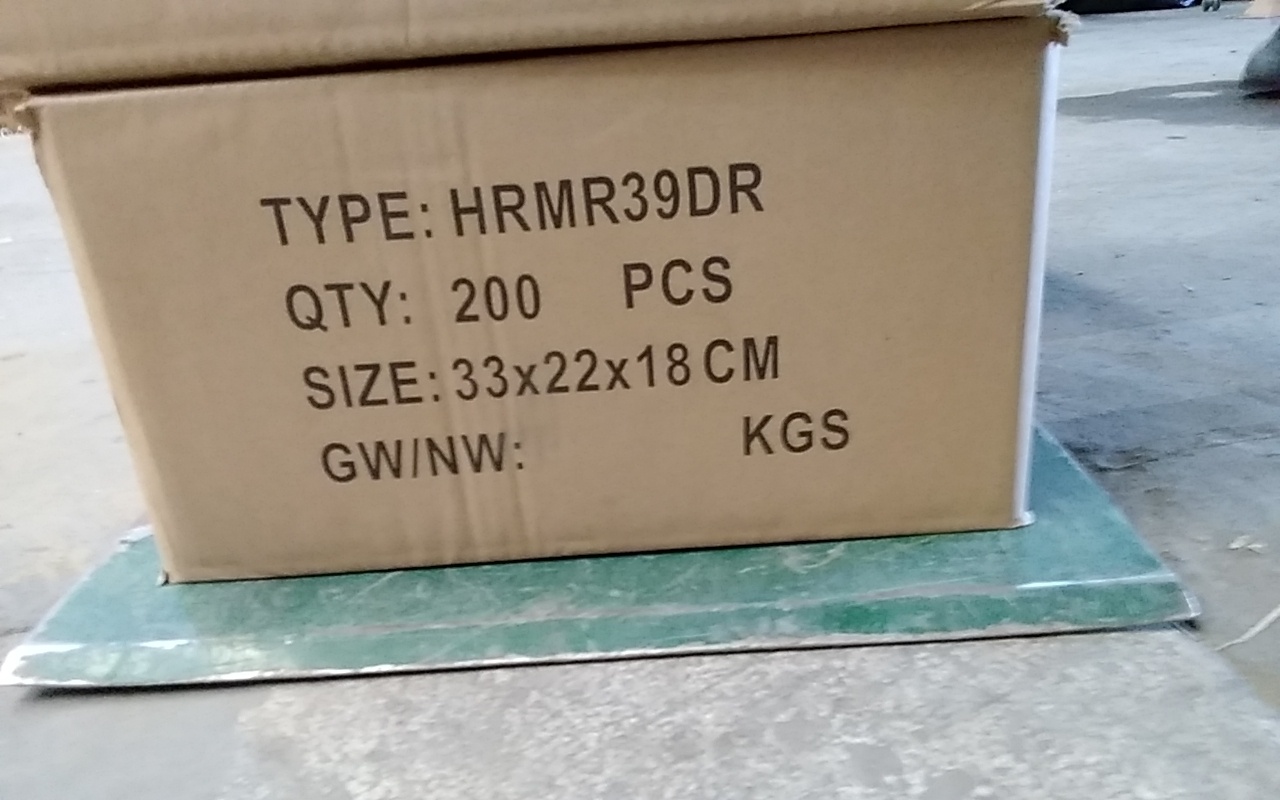 TYPE: HRMR39DR
QTY: 200 PCS
SIZE: 33x22x18 CM
GW/NW: KGS